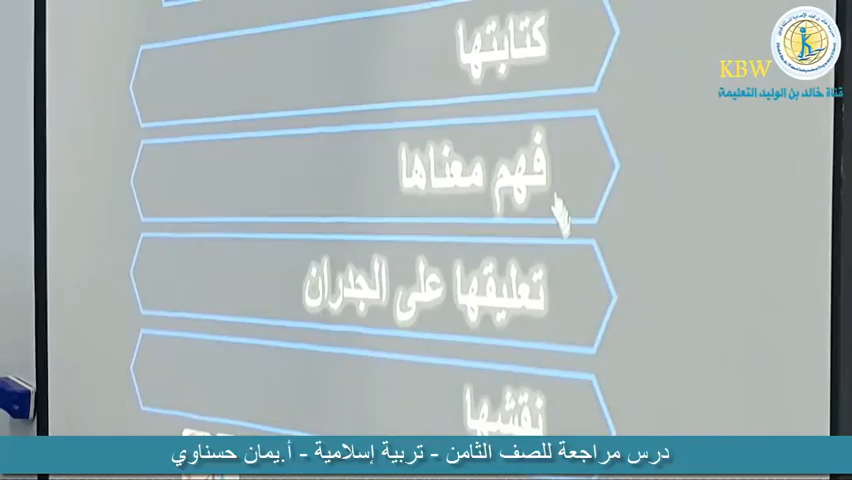 كتابتها
KBW
قناة خالد بن الوليد التعليمة
فهم معناها
تعليقها على الجدران
نقشها
درس مراجعة للصف الثامن - تربية إسلامية - أ.يمان حسناوي